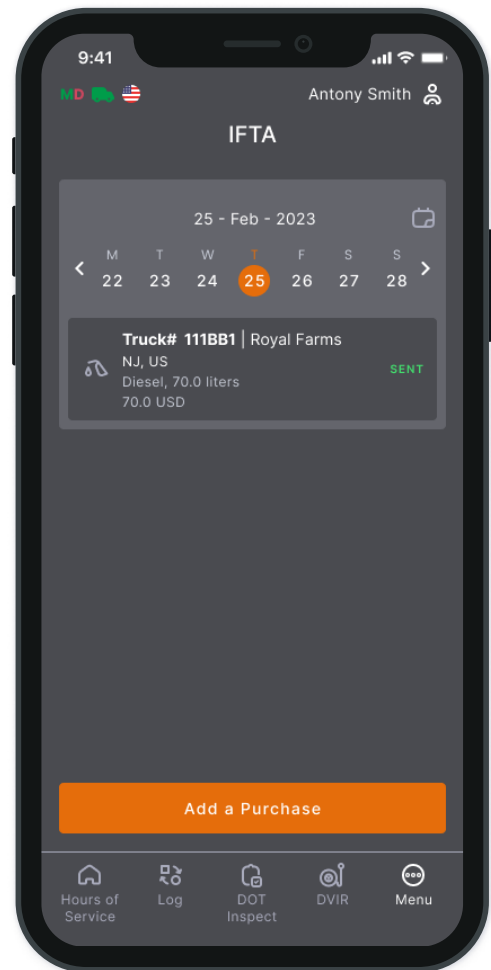 9:41
MD
Antony Smith
IFTA
25 - Feb - 2023
M T W T F S S
22 23 24 25 26 27 28
Truck# 111BB1 | Royal Farms
NJ, US
Diesel, 70.0 liters
70.0 USD
SENT
Add a Purchase
Hours of Service
Log
DOT Inspect
DVIR
Menu